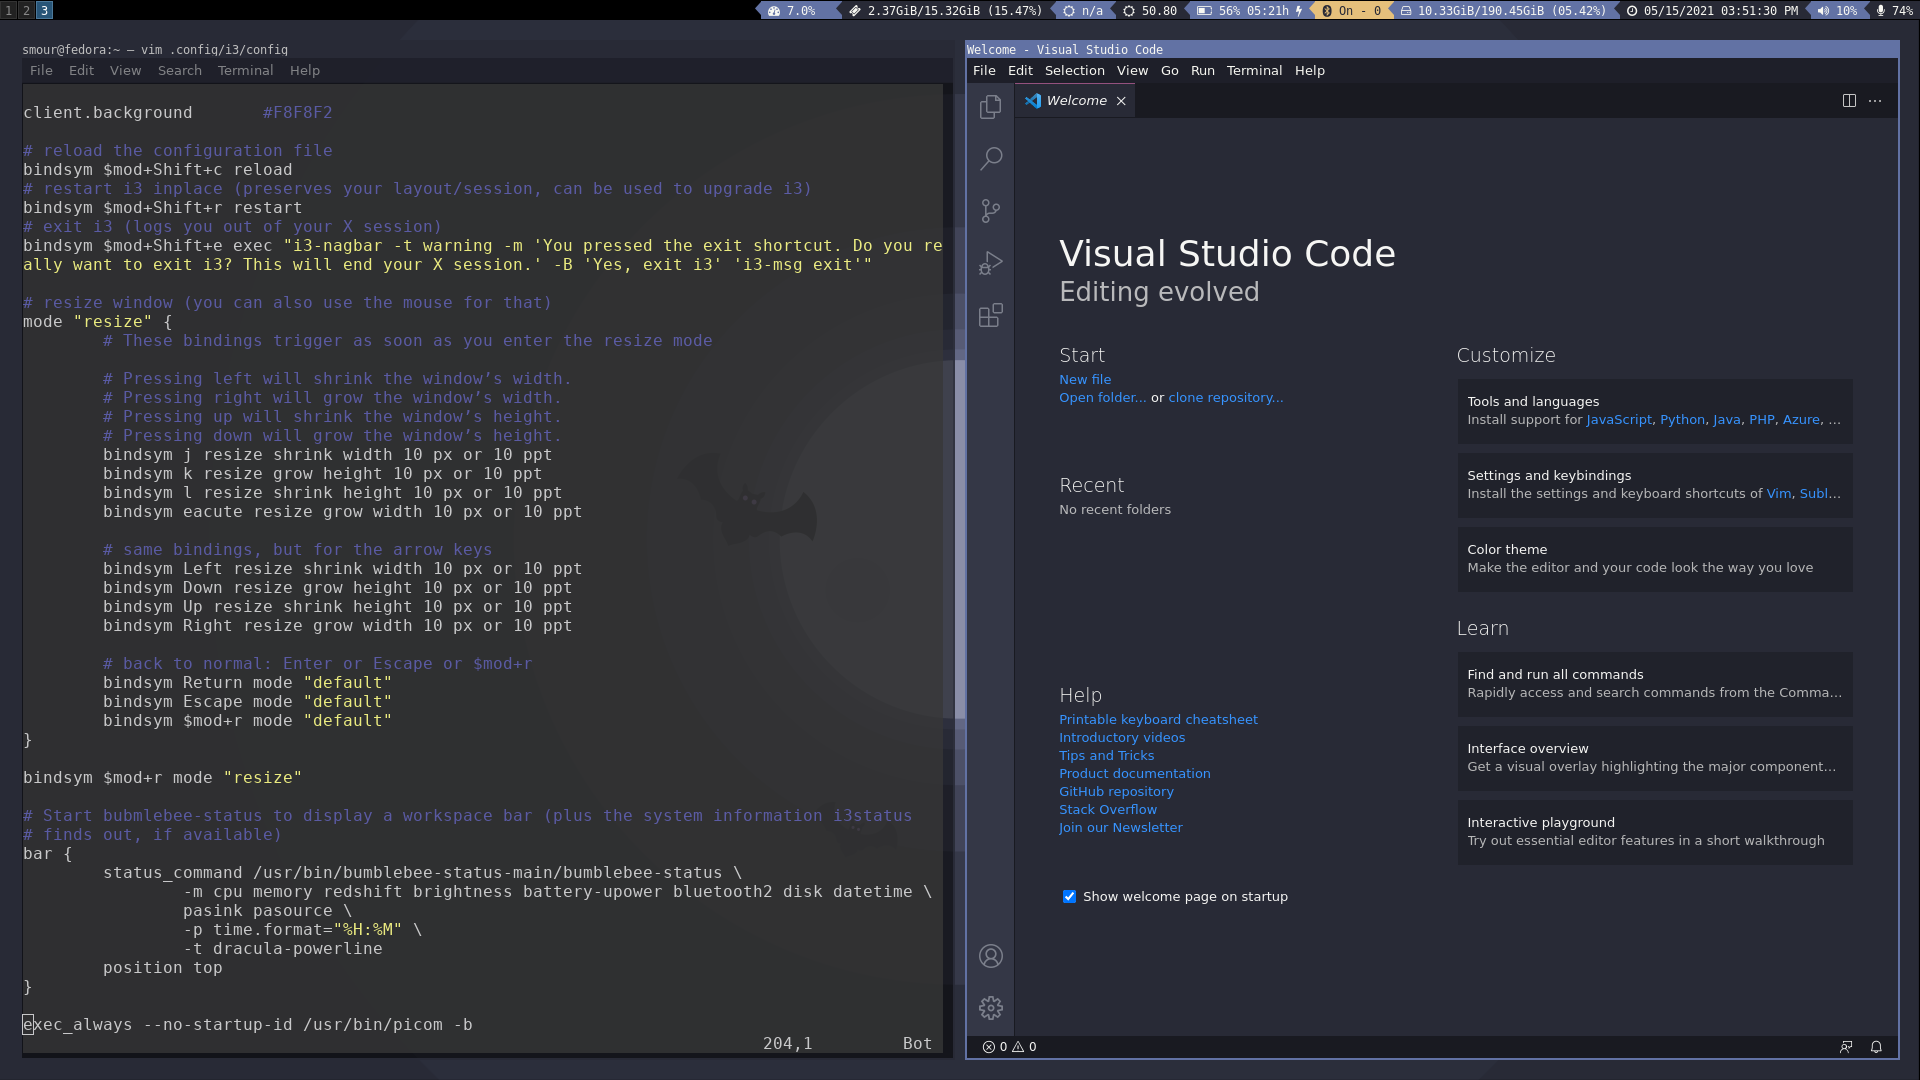 1 2 3 7.0% 2.37GiB/15.32GiB (15.47%) n/a 50.80 56% 05:21h On - 0 10.33GiB/190.45GiB (05.42%) 05/15/2021 03:51:30 PM 10% 74%
smour@fedora:~ — vim .config/i3/config
File Edit View Search Terminal Help
client.background #F8F8F2
# reload the configuration file
bindsym $mod+Shift+c reload
# restart i3 inplace (preserves your layout/session, can be used to upgrade i3)
bindsym $mod+Shift+r restart
# exit i3 (logs you out of your X session)
bindsym $mod+Shift+e exec "i3-nagbar -t warning -m 'You pressed the exit shortcut. Do you re
ally want to exit i3? This will end your X session.' -B 'Yes, exit i3' 'i3-msg exit'"
# resize window (you can also use the mouse for that)
mode "resize" {
# These bindings trigger as soon as you enter the resize mode
# Pressing left will shrink the window’s width.
# Pressing right will grow the window’s width.
# Pressing up will shrink the window’s height.
# Pressing down will grow the window’s height.
bindsym j resize shrink width 10 px or 10 ppt
bindsym k resize grow height 10 px or 10 ppt
bindsym l resize shrink height 10 px or 10 ppt
bindsym eacute resize grow width 10 px or 10 ppt
# same bindings, but for the arrow keys
bindsym Left resize shrink width 10 px or 10 ppt
bindsym Down resize grow height 10 px or 10 ppt
bindsym Up resize shrink height 10 px or 10 ppt
bindsym Right resize grow width 10 px or 10 ppt
# back to normal: Enter or Escape or $mod+r
bindsym Return mode "default"
bindsym Escape mode "default"
bindsym $mod+r mode "default"
}
bindsym $mod+r mode "resize"
# Start bubmlebee-status to display a workspace bar (plus the system information i3status
# finds out, if available)
bar {
status_command /usr/bin/bumblebee-status-main/bumblebee-status \
-m cpu memory redshift brightness battery-upower bluetooth2 disk datetime \
pasink pasource \
-p time.format="%H:%M" \
-t dracula-powerline
position top
}
exec_always --no-startup-id /usr/bin/picom -b
204,1 Bot
Welcome - Visual Studio Code
File Edit Selection View Go Run Terminal Help
Welcome
Visual Studio Code
Editing evolved
Start
New file
Open folder... or clone repository...
Recent
No recent folders
Help
Printable keyboard cheatsheet
Introductory videos
Tips and Tricks
Product documentation
GitHub repository
Stack Overflow
Join our Newsletter
Show welcome page on startup
Customize
Tools and languages
Install support for JavaScript, Python, Java, PHP, Azure, ...
Settings and keybindings
Install the settings and keyboard shortcuts of Vim, Subl...
Color theme
Make the editor and your code look the way you love
Learn
Find and run all commands
Rapidly access and search commands from the Comma...
Interface overview
Get a visual overlay highlighting the major component...
Interactive playground
Try out essential editor features in a short walkthrough
0 0